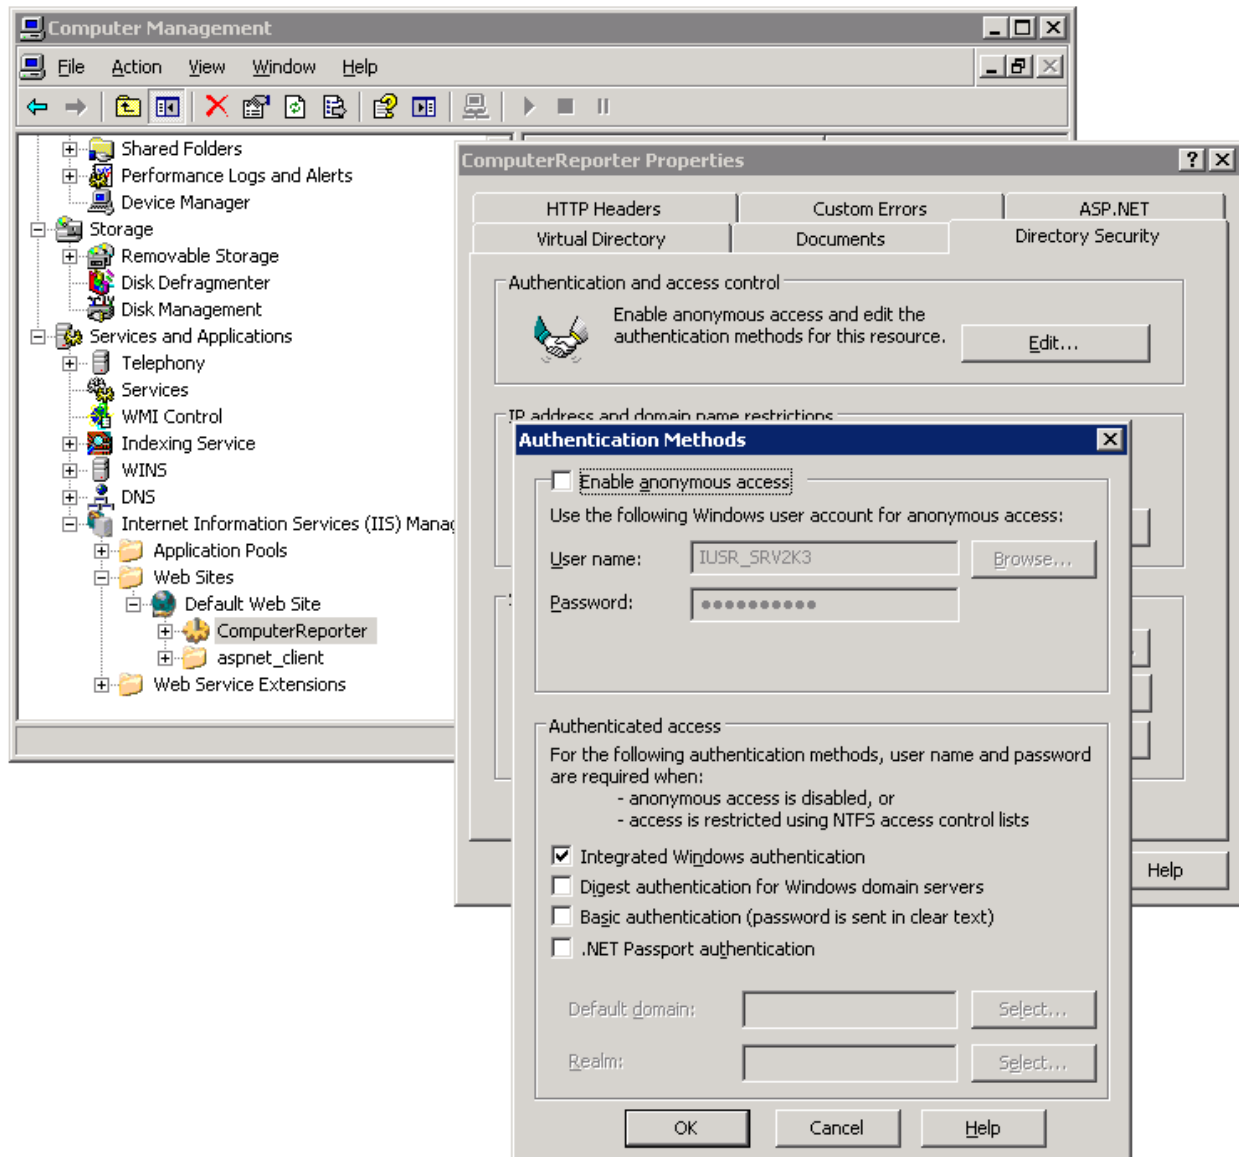 Computer Management
File Action View Window Help
Shared Folders
Performance Logs and Alerts
Device Manager
Storage
Removable Storage
Disk Defragmenter
Disk Management
Services and Applications
Telephony
Services
WMI Control
Indexing Service
WINS
DNS
Internet Information Services (IIS) Manag
Application Pools
Web Sites
Default Web Site
ComputerReporter
aspnet_client
Web Service Extensions
ComputerReporter Properties
HTTP Headers Custom Errors ASP.NET
Virtual Directory Documents Directory Security
Authentication and access control
Enable anonymous access and edit the
authentication methods for this resource.
Edit...
IP address and domain name restrictions
Help
Authentication Methods
Enable anonymous access
Use the following Windows user account for anonymous access:
User name: IUSR_SRV2K3 Browse...
Password: ●●●●●●●●●●
Authenticated access
For the following authentication methods, user name and password
are required when:
- anonymous access is disabled, or
- access is restricted using NTFS access control lists
Integrated Windows authentication
Digest authentication for Windows domain servers
Basic authentication (password is sent in clear text)
.NET Passport authentication
Default domain: Select...
Realm: Select...
OK Cancel Help